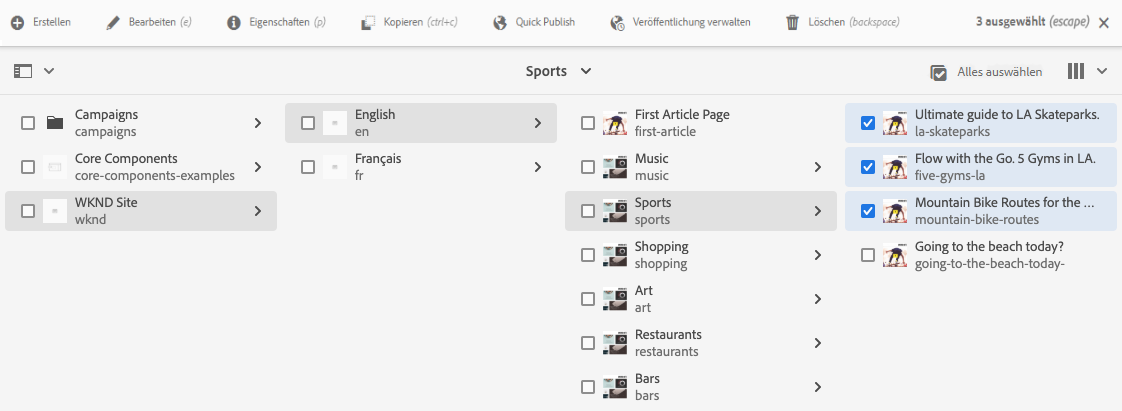 Erstellen Bearbeiten (e) Eigenschaften (p) Kopieren (ctrl+c) Quick Publish Veröffentlichung verwalten Löschen (backspace) 3 ausgewählt (escape)
Sports Alles auswählen
Campaigns
campaigns
Core Components
core-components-examples
WKND Site
wknd
English
en
Français
fr
First Article Page
first-article
Music
music
Sports
sports
Shopping
shopping
Art
art
Restaurants
restaurants
Bars
bars
Ultimate guide to LA Skateparks.
la-skateparks
Flow with the Go. 5 Gyms in LA.
five-gyms-la
Mountain Bike Routes for the ...
mountain-bike-routes
Going to the beach today?
going-to-the-beach-today-